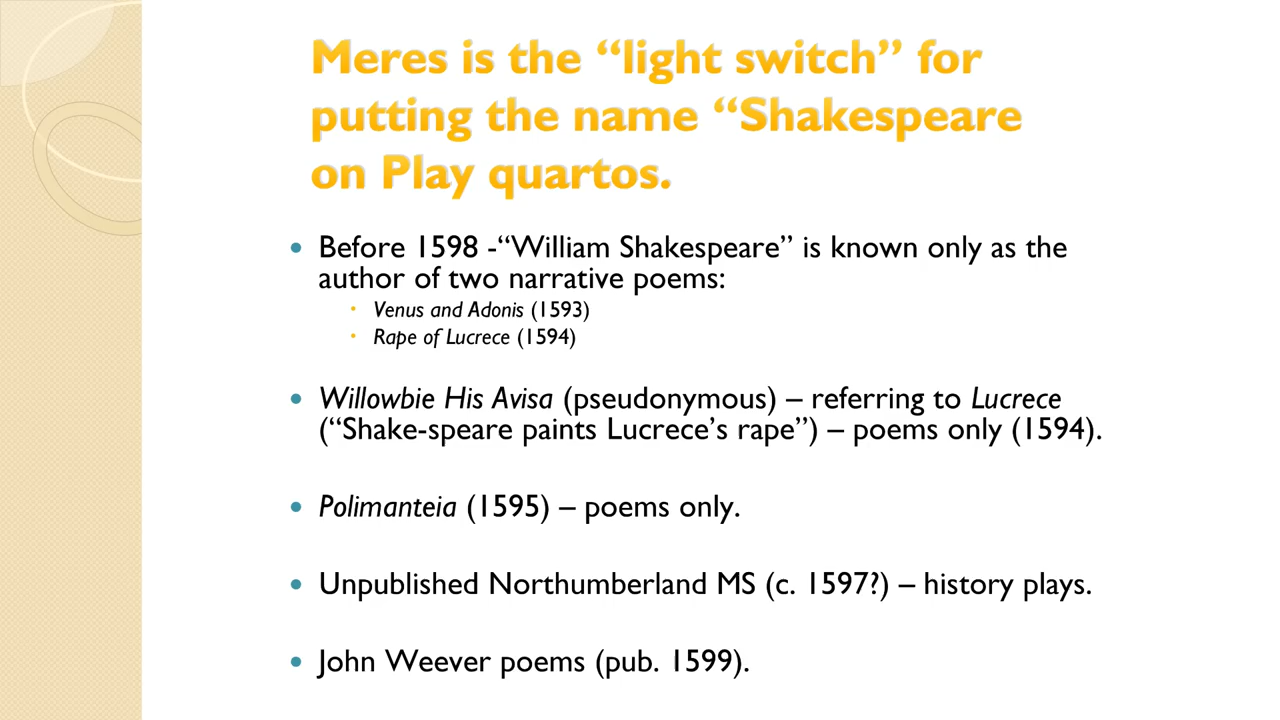 Meres is the “light switch” for
putting the name “Shakespeare
on Play quartos.
• Before 1598 -“William Shakespeare” is known only as the
author of two narrative poems:
• Venus and Adonis (1593)
• Rape of Lucrece (1594)
• Willowbie His Avisa (pseudonymous) – referring to Lucrece
(“Shake-speare paints Lucrece’s rape”) – poems only (1594).
• Polimanteia (1595) – poems only.
• Unpublished Northumberland MS (c. 1597?) – history plays.
• John Weever poems (pub. 1599).